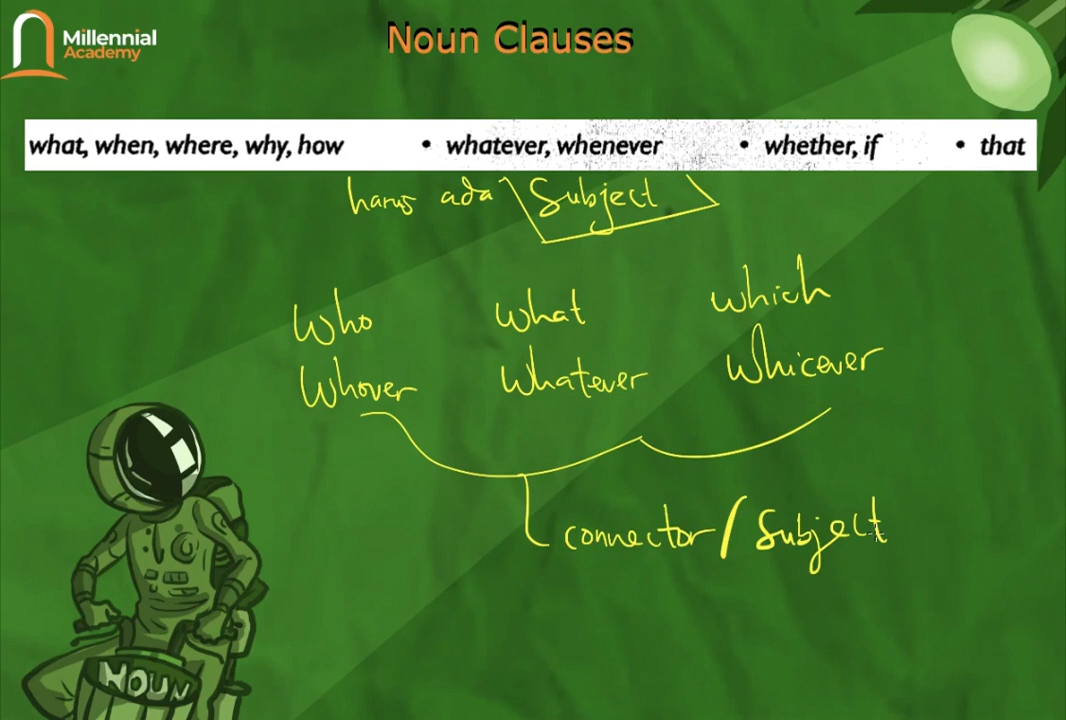 Millennial
Academy
Noun Clauses
what, when, where, why, how • whatever, whenever • whether, if • that
harus ada Subject
Who What Which
Whover Whatever Whicever
connector / Subject
NOUN